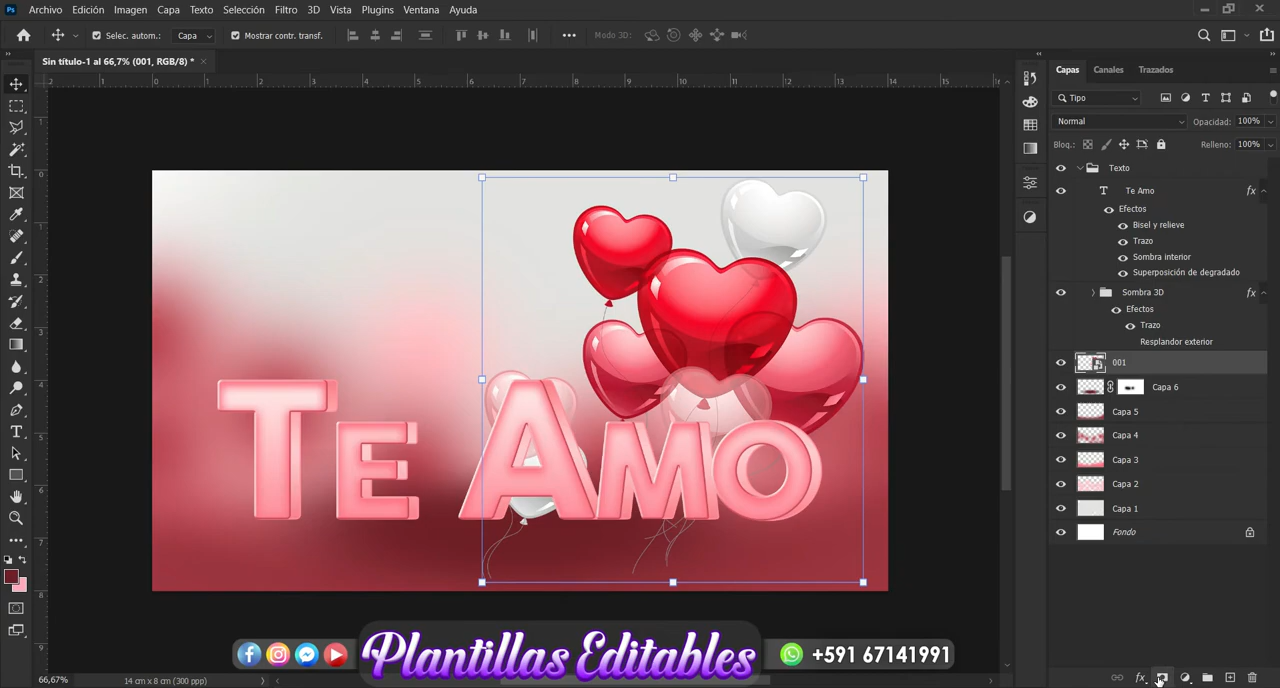 Ps Archivo Edición Imagen Capa Texto Selección Filtro 3D Vista Plugins Ventana Ayuda
Selec. autom.: Capa Mostrar contr. transf. ••• Modo 3D:
Sin título-1 al 66,7% (001, RGB/8) * ×
Capas Canales Trazados
Tipo
Normal Opacidad: 100%
Bloq.: Relleno: 100%
Texto
T Te Amo fx
Efectos
Bisel y relieve
Trazo
Sombra interior
Superposición de degradado
Sombra 3D fx
Efectos
Trazo
Resplandor exterior
001
Capa 6
Capa 5
Capa 4
Capa 3
Capa 2
Capa 1
Fondo
Te Amo
Plantillas Editables +591 67141991
66,67% 14 cm x 8 cm (300 ppp)
fx